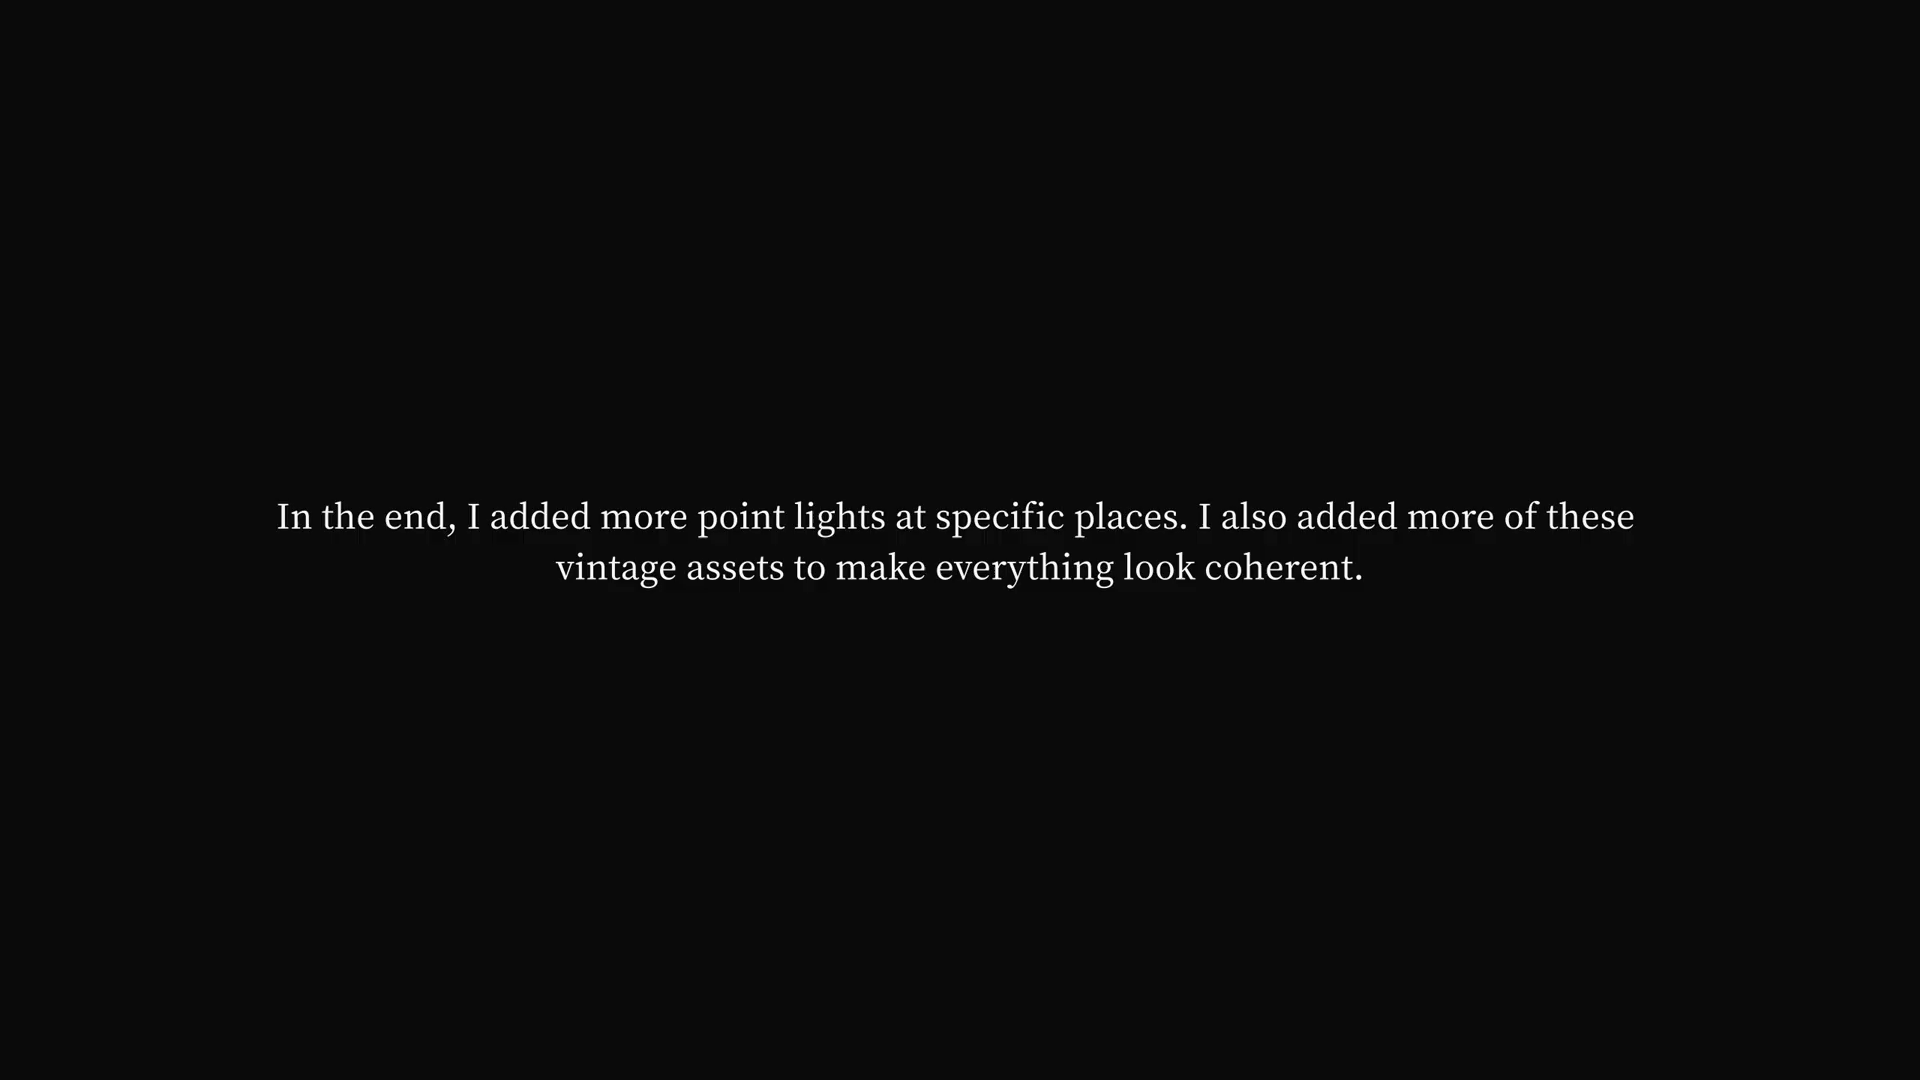 In the end, I added more point lights at specific places. I also added more of these
vintage assets to make everything look coherent.